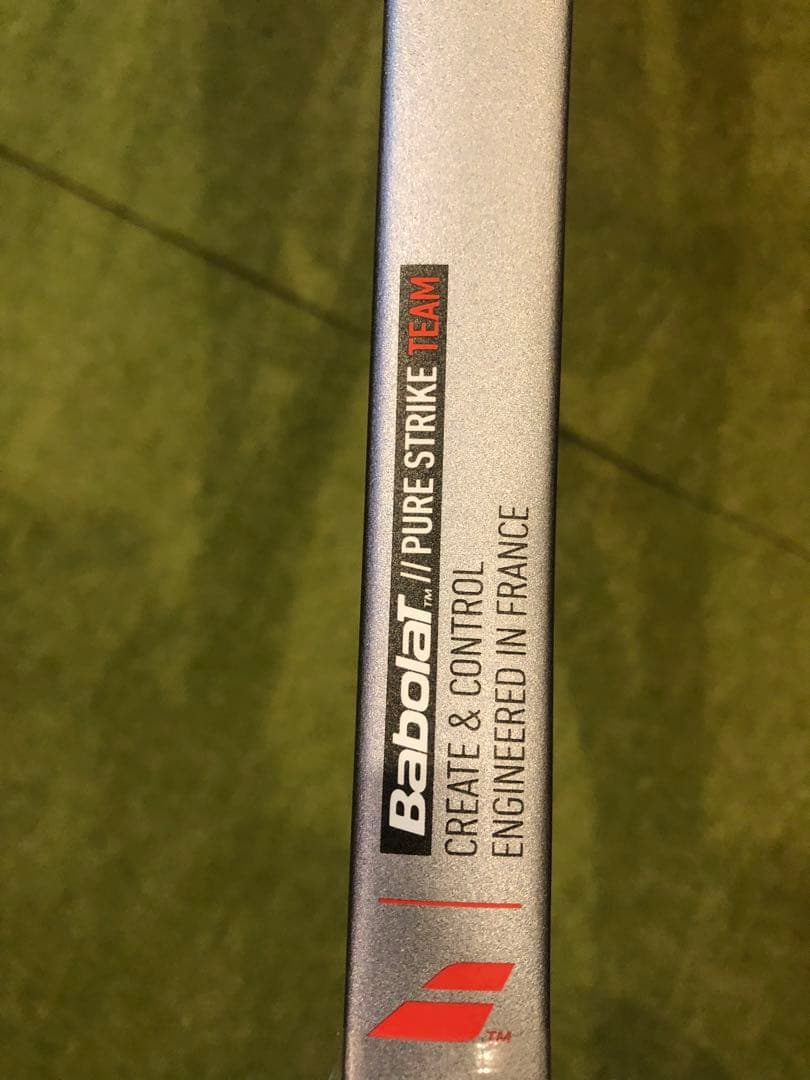 BaboLaT™ // PURE STRIKE TEAM
CREATE & CONTROL
ENGINEERED IN FRANCE
TM